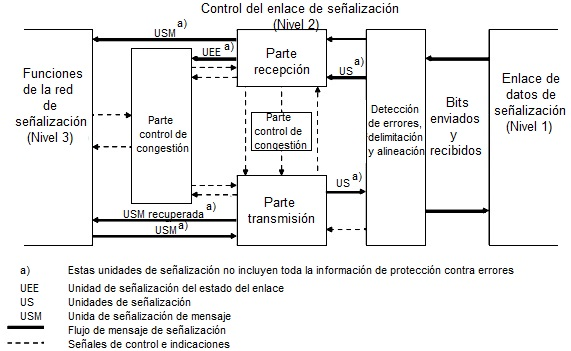 Control del enlace de señalización
(Nivel 2)
USM a)
UEE a)
Parte
recepción
US a)
Funciones
de la red
de
señalización
(Nivel 3)
Parte
control de
congestión
Parte
control de
congestión
Detección
de errores,
delimitación
y alineación
Bits
enviados
y
recibidos
Enlace de
datos de
señalización
(Nivel 1)
US a)
Parte
transmisión
USM recuperada a)
USM a)
a) Estas unidades de señalización no incluyen toda la información de protección contra errores
UEE Unidad de señalización del estado del enlace
US Unidades de señalización
USM Unida de señalización de mensaje
Flujo de mensaje de señalización
Señales de control e indicaciones